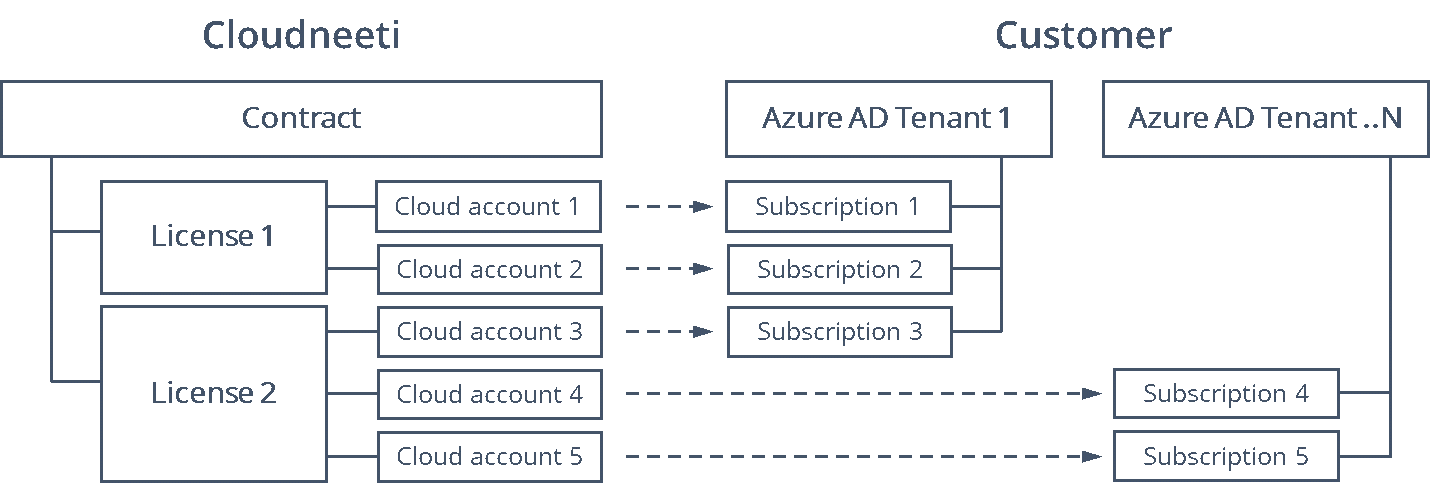 Cloudneeti
Customer
Contract
Azure AD Tenant 1
Azure AD Tenant ..N
License 1
Cloud account 1
Subscription 1
Cloud account 2
Subscription 2
License 2
Cloud account 3
Subscription 3
Cloud account 4
Subscription 4
Cloud account 5
Subscription 5